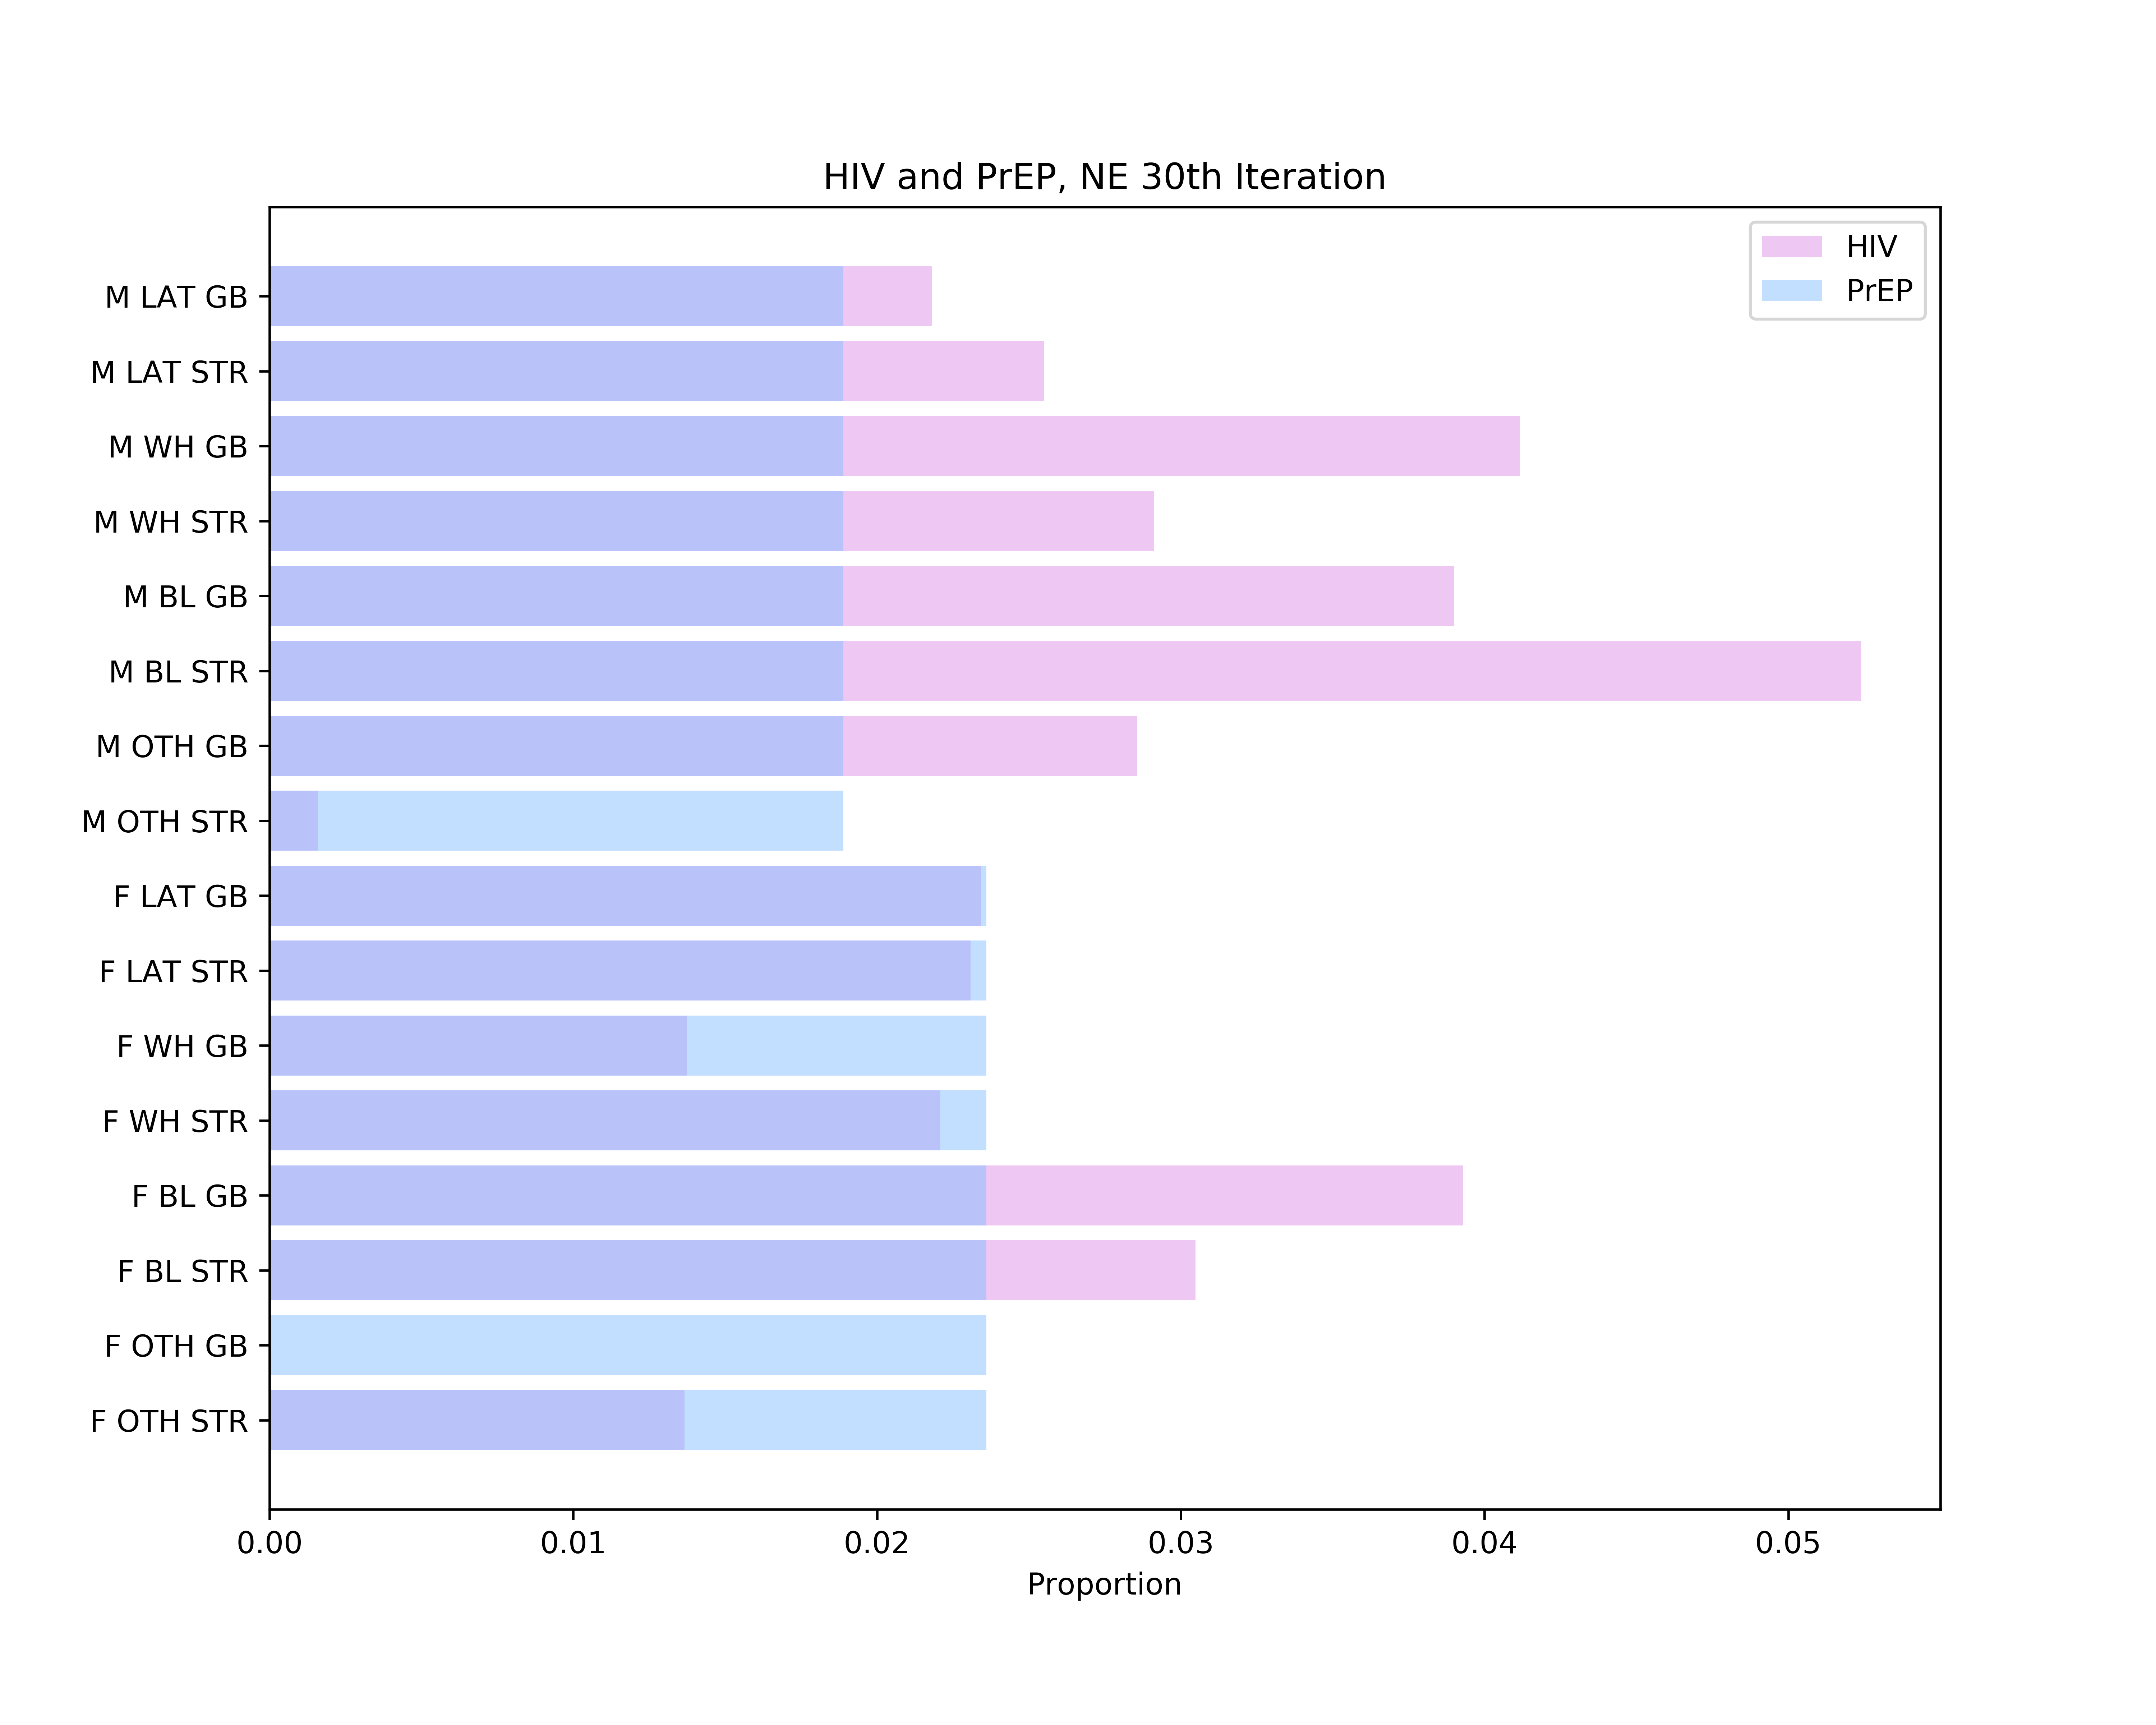 HIV and PrEP, NE 30th Iteration
HIV
PrEP
M LAT GB
M LAT STR
M WH GB
M WH STR
M BL GB
M BL STR
M OTH GB
M OTH STR
F LAT GB
F LAT STR
F WH GB
F WH STR
F BL GB
F BL STR
F OTH GB
F OTH STR
0.00 0.01 0.02 0.03 0.04 0.05
Proportion